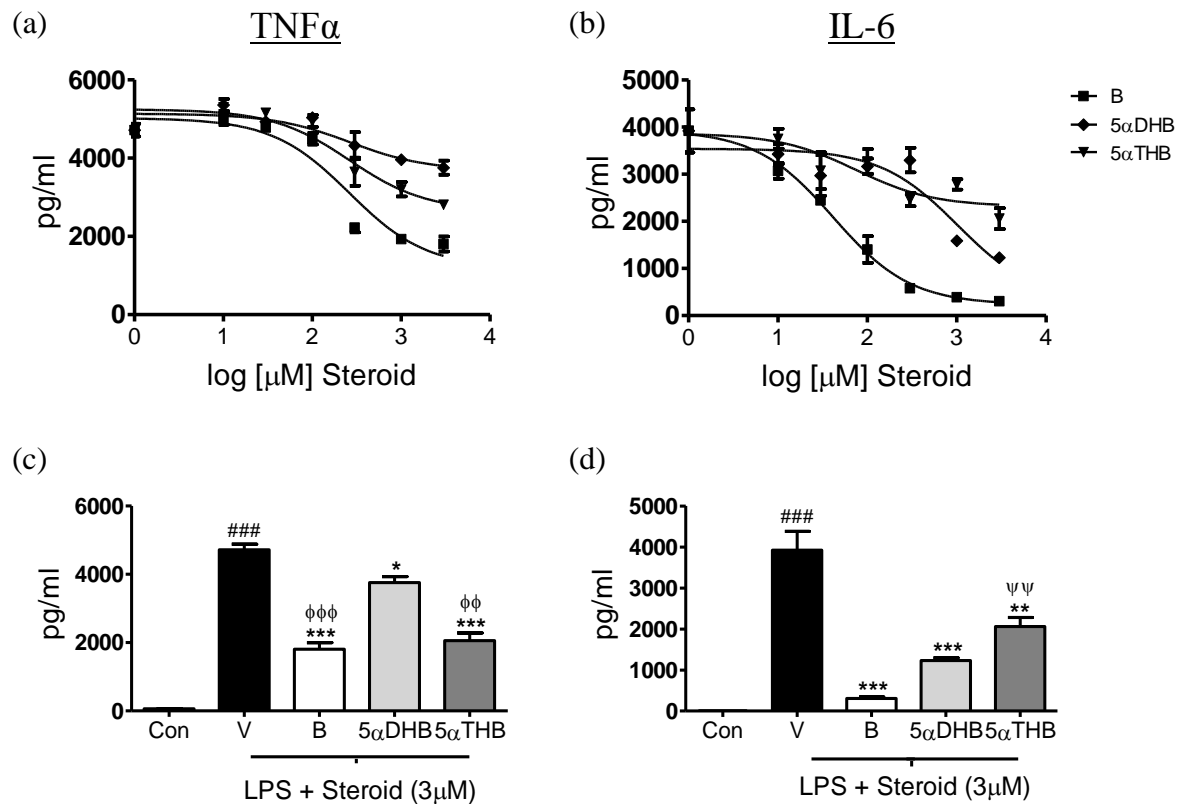 (a)
TNFα
(b)
IL-6
6000
4000
2000
0
pg/ml
0 1 2 3 4
log [μM] Steroid
5000
4000
3000
2000
1000
0
pg/ml
0 1 2 3 4
log [μM] Steroid
B
5αDHB
5αTHB
(c)
6000
4000
2000
0
pg/ml
###
ϕϕϕ
***
*
ϕϕ
***
Con V B 5αDHB 5αTHB
LPS + Steroid (3μM)
(d)
5000
4000
3000
2000
1000
0
pg/ml
###
***
***
ψψ
**
Con V B 5αDHB 5αTHB
LPS + Steroid (3μM)